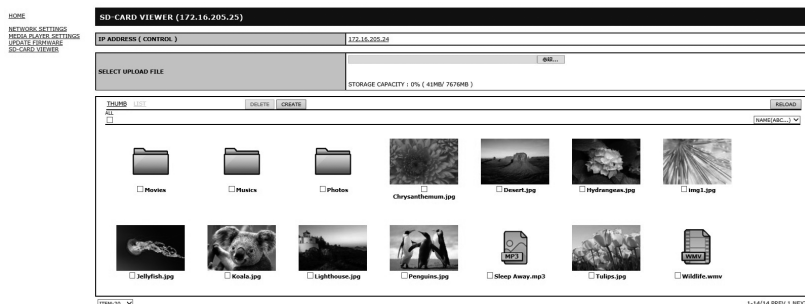 HOME
NETWORK SETTINGS
MEDIA PLAYER SETTINGS
UPDATE FIRMWARE
SD-CARD VIEWER
SD-CARD VIEWER (172.16.205.25)
IP ADDRESS ( CONTROL )
172.16.205.24
SELECT UPLOAD FILE
STORAGE CAPACITY : 0% ( 41MB/ 7676MB )
THUMB LIST DELETE CREATE RELOAD
ALL
NAME(ABC...)
Movies
Musics
Photos
Chrysanthemum.jpg
Desert.jpg
Hydrangeas.jpg
img1.jpg
Jellyfish.jpg
Koala.jpg
Lighthouse.jpg
Penguins.jpg
MP3
Sleep Away.mp3
Tulips.jpg
WMV
Wildlife.wmv
ITEM:20
1-14/14 PREV 1 NEXT